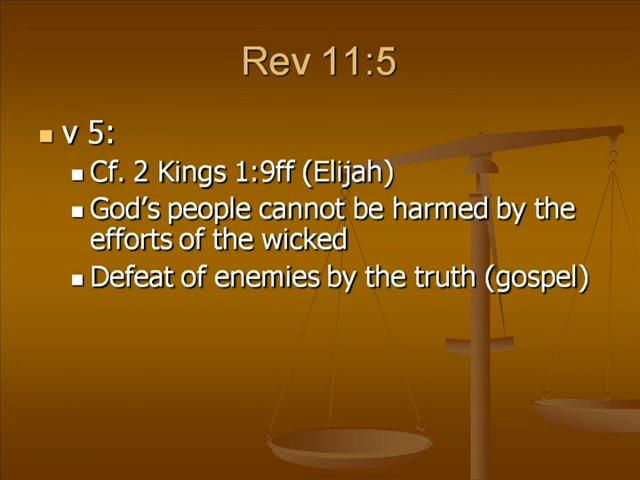 Rev 11:5
v 5:
Cf. 2 Kings 1:9ff (Elijah)
God’s people cannot be harmed by the
efforts of the wicked
Defeat of enemies by the truth (gospel)